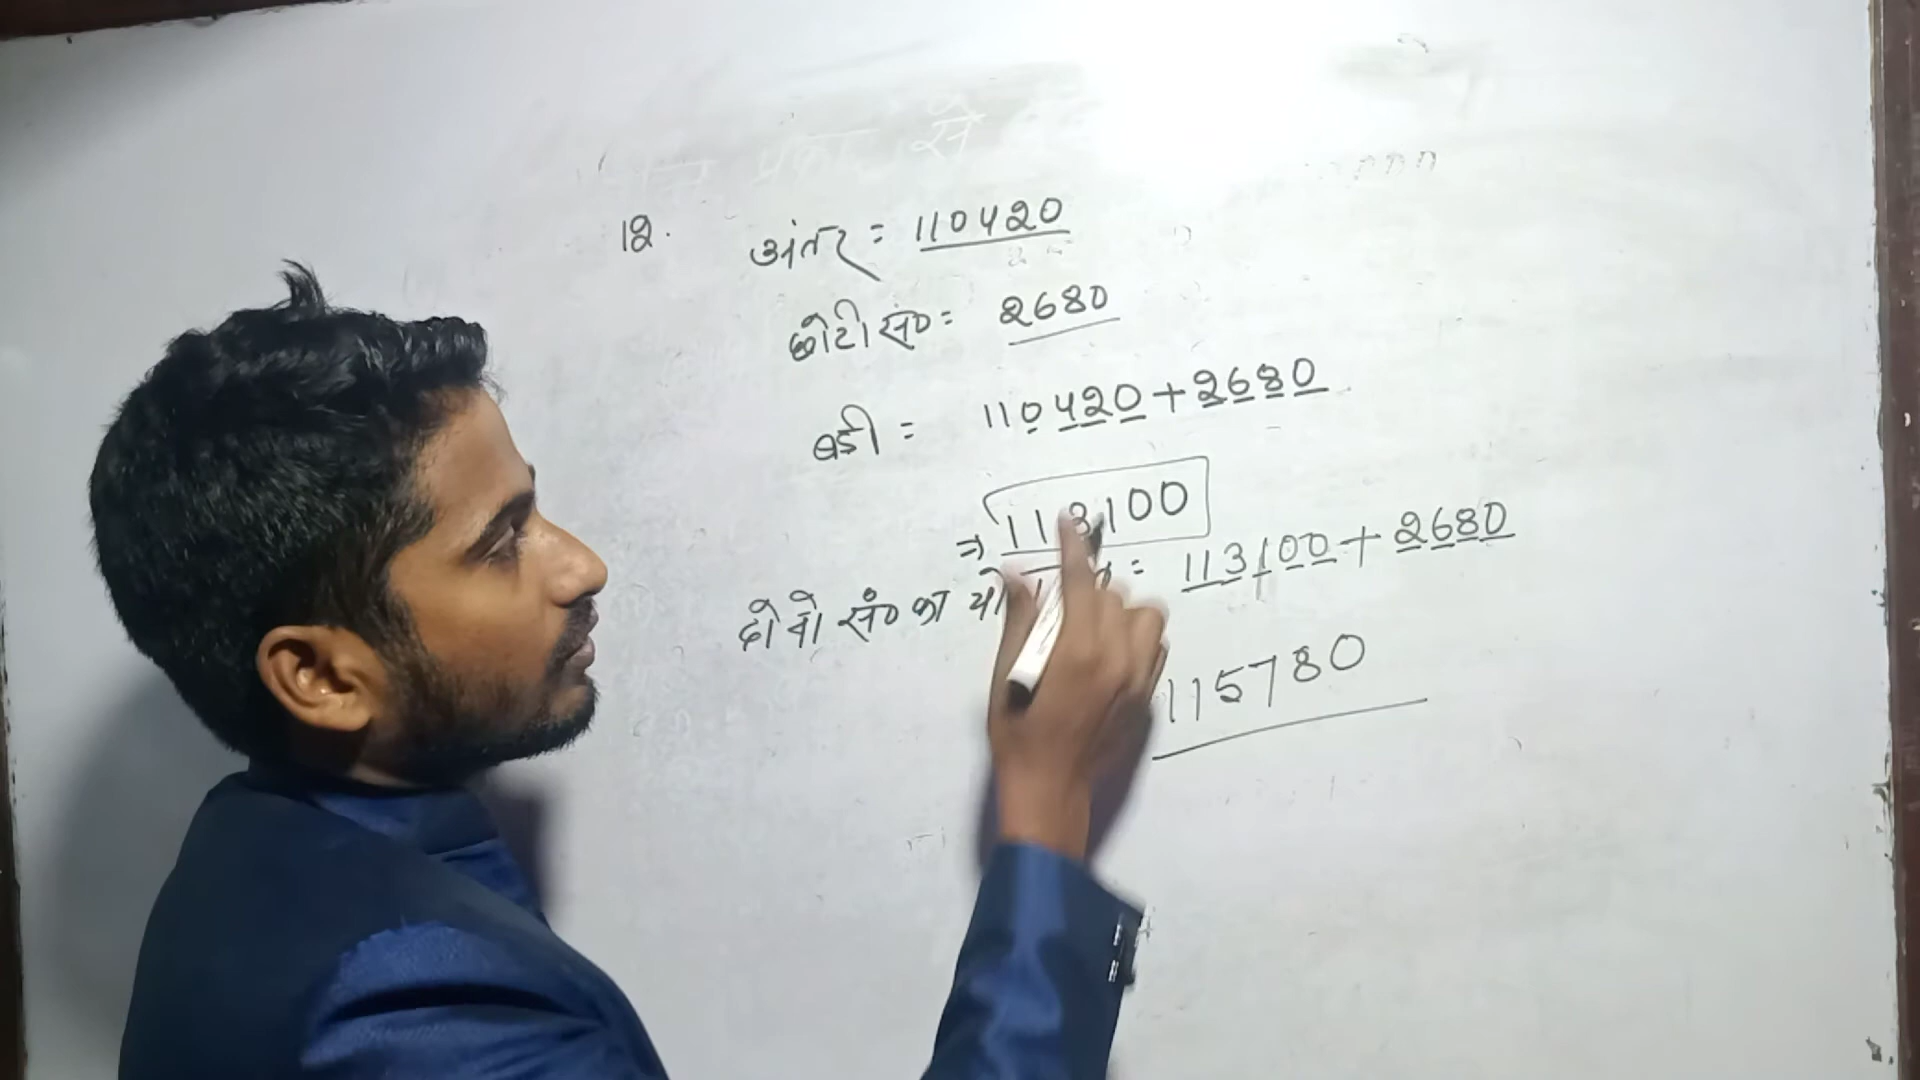 12. अंतर = 110420
छोटी सं० = 2680
बड़ी = 110420 + 2680
⇒ 113100
दोनो सं० का = 113100 + 2680
115780